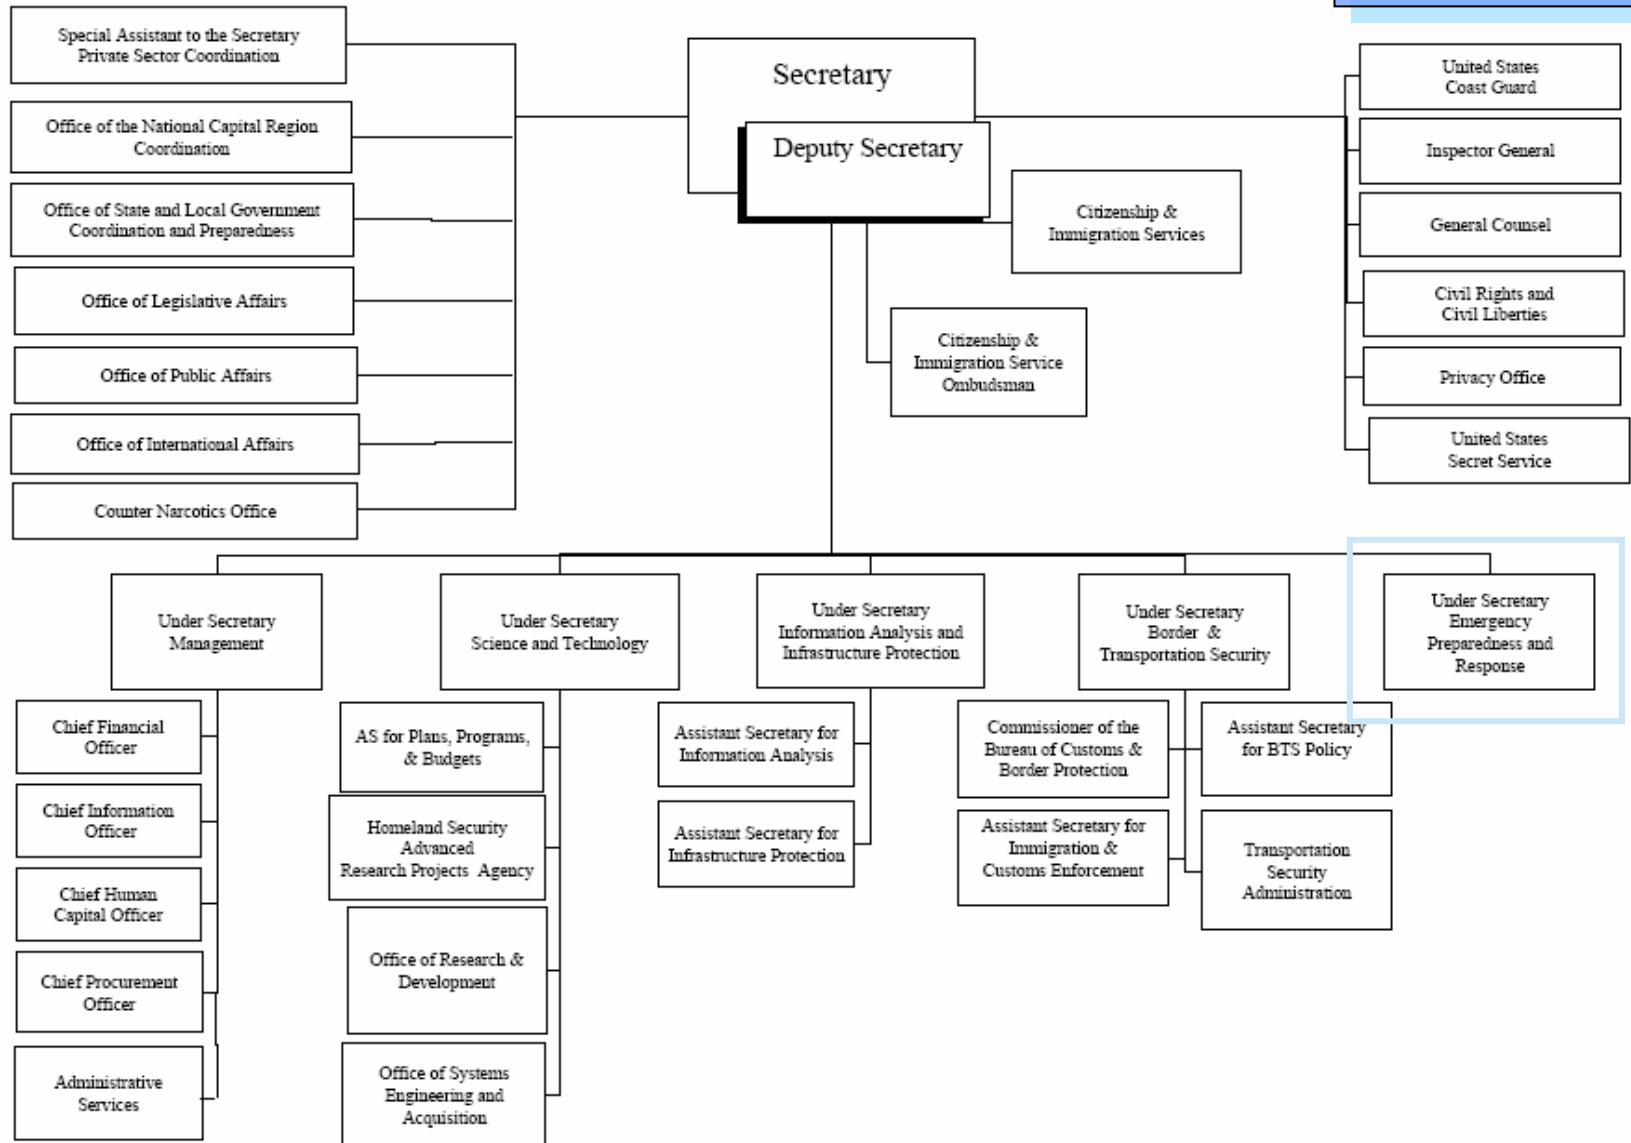 Special Assistant to the Secretary
Private Sector Coordination
Office of the National Capital Region
Coordination
Office of State and Local Government
Coordination and Preparedness
Office of Legislative Affairs
Office of Public Affairs
Office of International Affairs
Counter Narcotics Office
Secretary
Deputy Secretary
Citizenship &
Immigration Services
Citizenship &
Immigration Service
Ombudsman
United States
Coast Guard
Inspector General
General Counsel
Civil Rights and
Civil Liberties
Privacy Office
United States
Secret Service
Under Secretary
Management
Chief Financial
Officer
Chief Information
Officer
Chief Human
Capital Officer
Chief Procurement
Officer
Administrative
Services
Under Secretary
Science and Technology
AS for Plans, Programs,
& Budgets
Homeland Security
Advanced
Research Projects Agency
Office of Research &
Development
Office of Systems
Engineering and
Acquisition
Under Secretary
Information Analysis and
Infrastructure Protection
Assistant Secretary for
Information Analysis
Assistant Secretary for
Infrastructure Protection
Under Secretary
Border &
Transportation Security
Commissioner of the
Bureau of Customs &
Border Protection
Assistant Secretary for
Immigration &
Customs Enforcement
Assistant Secretary
for BTS Policy
Transportation
Security
Administration
Under Secretary
Emergency
Preparedness and
Response